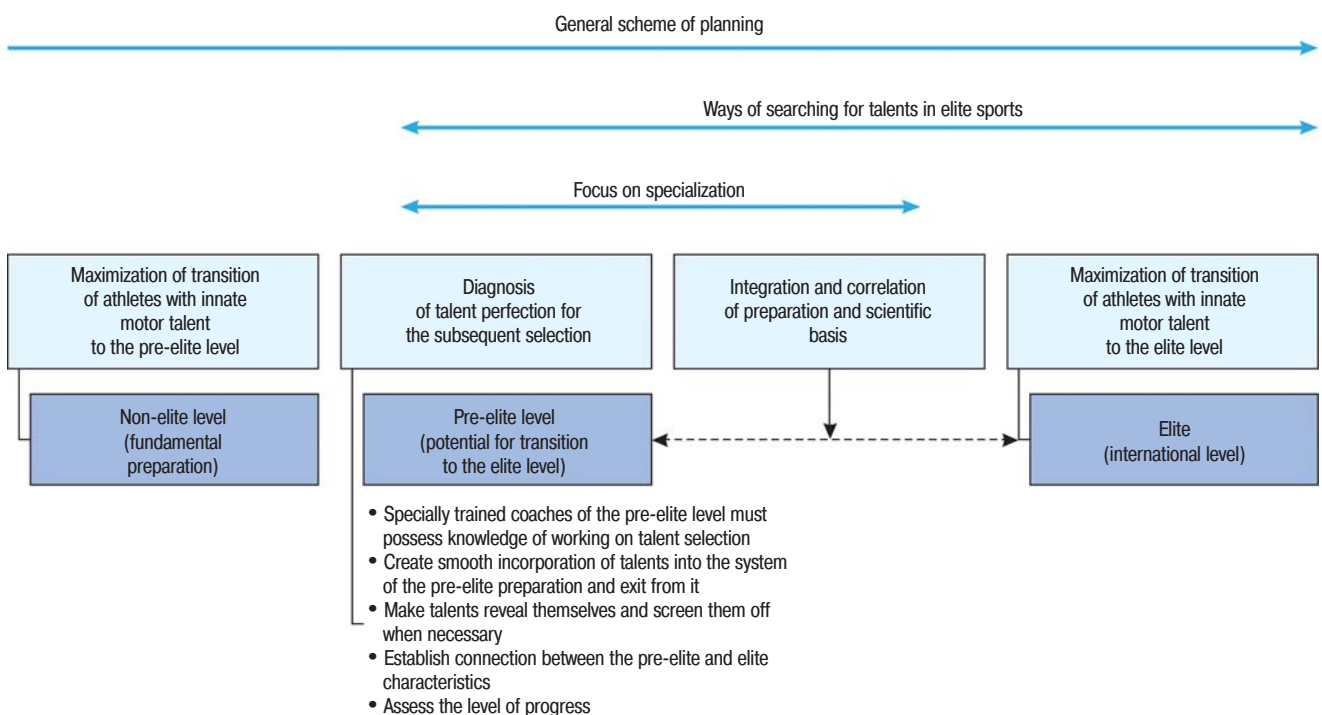 General scheme of planning
Ways of searching for talents in elite sports
Focus on specialization
Maximization of transition
of athletes with innate
motor talent
to the pre-elite level
Diagnosis
of talent perfection for
the subsequent selection
Integration and correlation
of preparation and scientific
basis
Maximization of transition
of athletes with innate
motor talent
to the elite level
Non-elite level
(fundamental
preparation)
Pre-elite level
(potential for transition
to the elite level)
Elite
(international level)
• Specially trained coaches of the pre-elite level must
possess knowledge of working on talent selection
• Create smooth incorporation of talents into the system
of the pre-elite preparation and exit from it
• Make talents reveal themselves and screen them off
when necessary
• Establish connection between the pre-elite and elite
characteristics
• Assess the level of progress